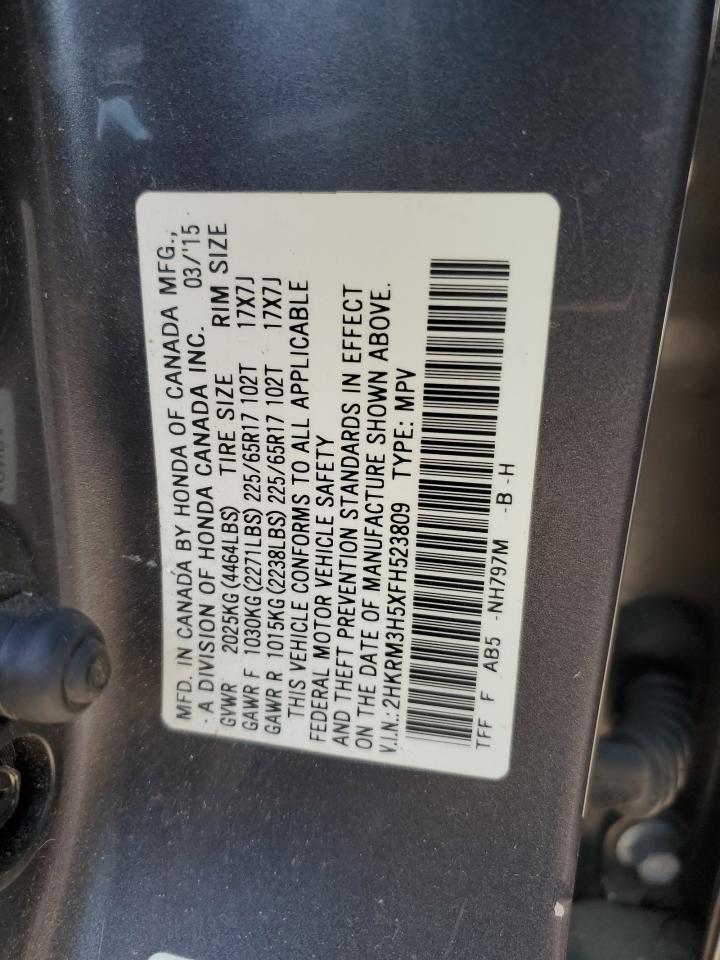 MFD. IN CANADA BY HONDA OF CANADA MFG.,
- A DIVISION OF HONDA CANADA INC. 03/'15
GVWR 2025KG(4464LBS) TIRE SIZE RIM SIZE
GAWR F 1030KG(2271LBS) 225/65R17 102T 17X7J
GAWR R 1015KG(2238LBS) 225/65R17 102T 17X7J
THIS VEHICLE CONFORMS TO ALL APPLICABLE
FEDERAL MOTOR VEHICLE SAFETY
AND THEFT PREVENTION STANDARDS IN EFFECT
ON THE DATE OF MANUFACTURE SHOWN ABOVE.
V.I.N.: 2HKRM3H5XFH523809 TYPE: MPV
TFF F AB5 -NH797M -B -H